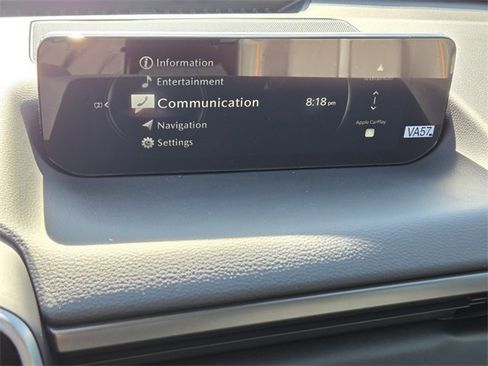 Information
Entertainment
Communication
8:18 pm
Navigation
Settings
Apple CarPlay
VA57